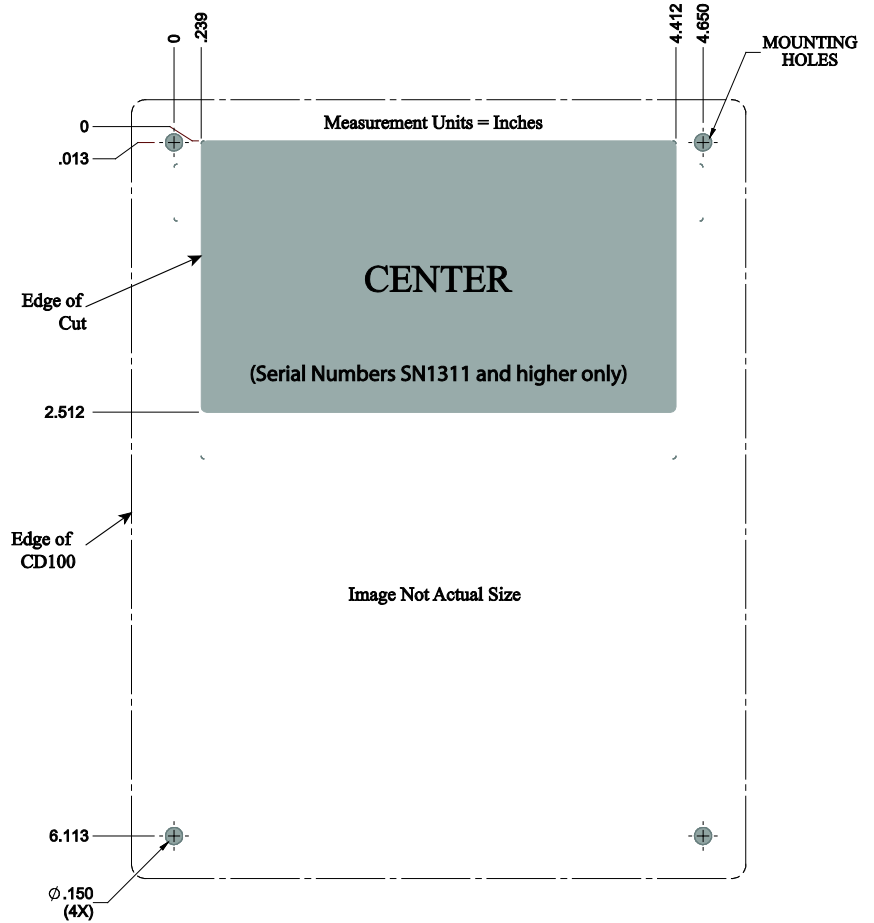 0
.239
4.412
4.650
MOUNTING
HOLES
0
Measurement Units = Inches
.013
CENTER
Edge of
Cut
(Serial Numbers SN1311 and higher only)
2.512
Edge of
CD100
Image Not Actual Size
6.113
∅.150
(4X)